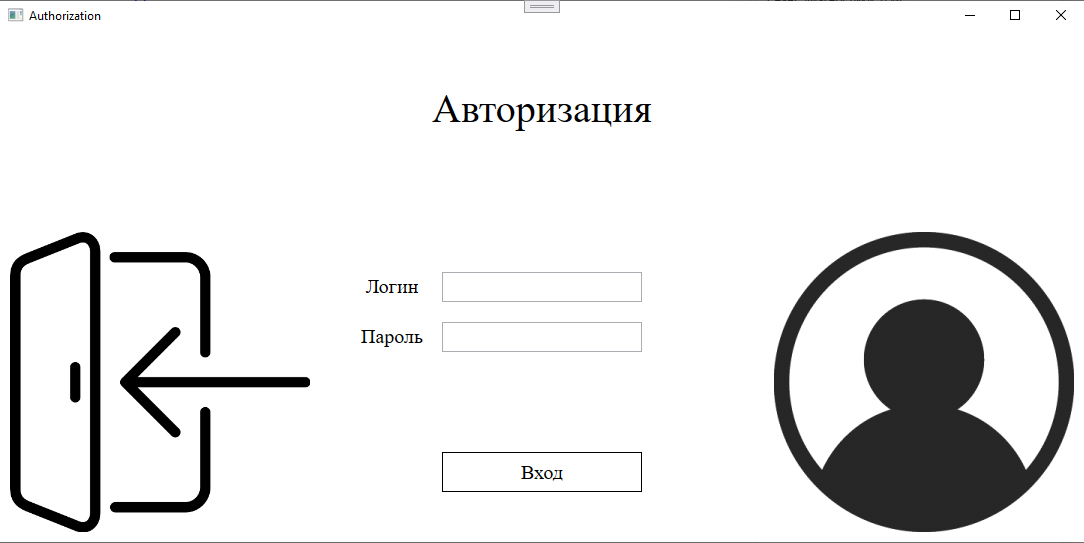 Authorization
Авторизация
Логин
Пароль
Вход